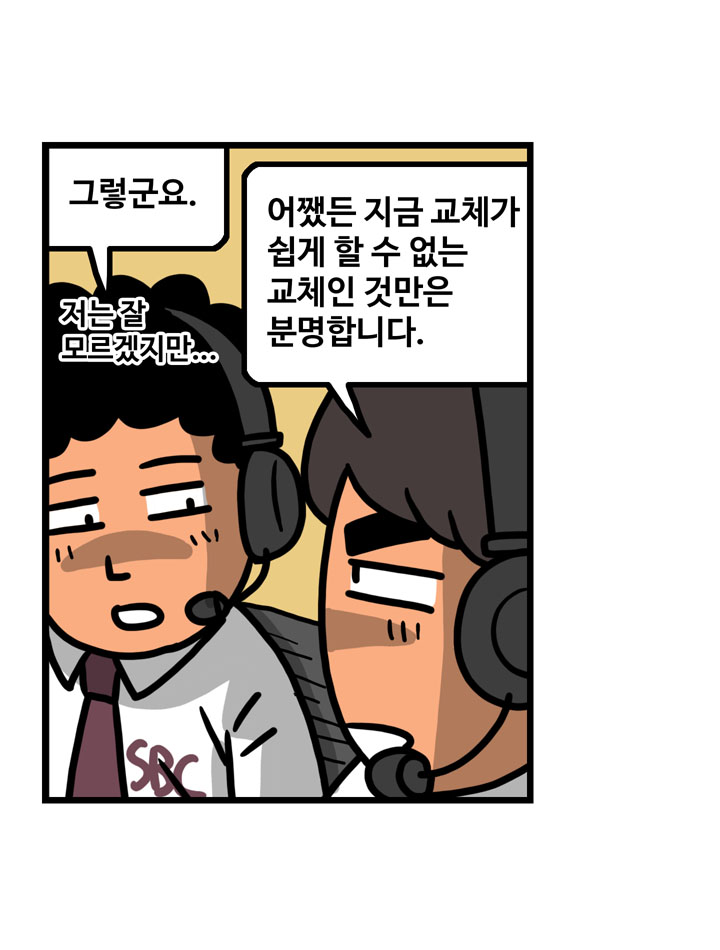 그렇군요.
저는 잘
모르겠지만...
어쨌든 지금 교체가
쉽게 할 수 없는
교체인 것만은
분명합니다.
SBC